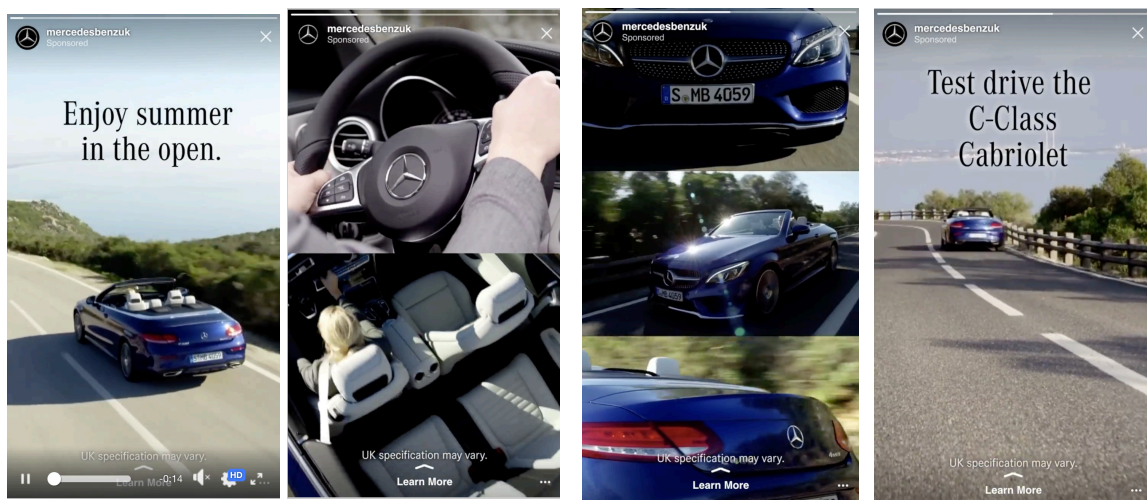 mercedesbenzuk
Sponsored
Enjoy summer
in the open.
UK specification may vary.
-0:14
HD
Learn More
mercedesbenzuk
Sponsored
UK specification may vary.
Learn More
mercedesbenzuk
Sponsored
S MB 4059
UK specification may vary.
Learn More
mercedesbenzuk
Sponsored
Test drive the
C-Class
Cabriolet
UK specification may vary.
Learn More